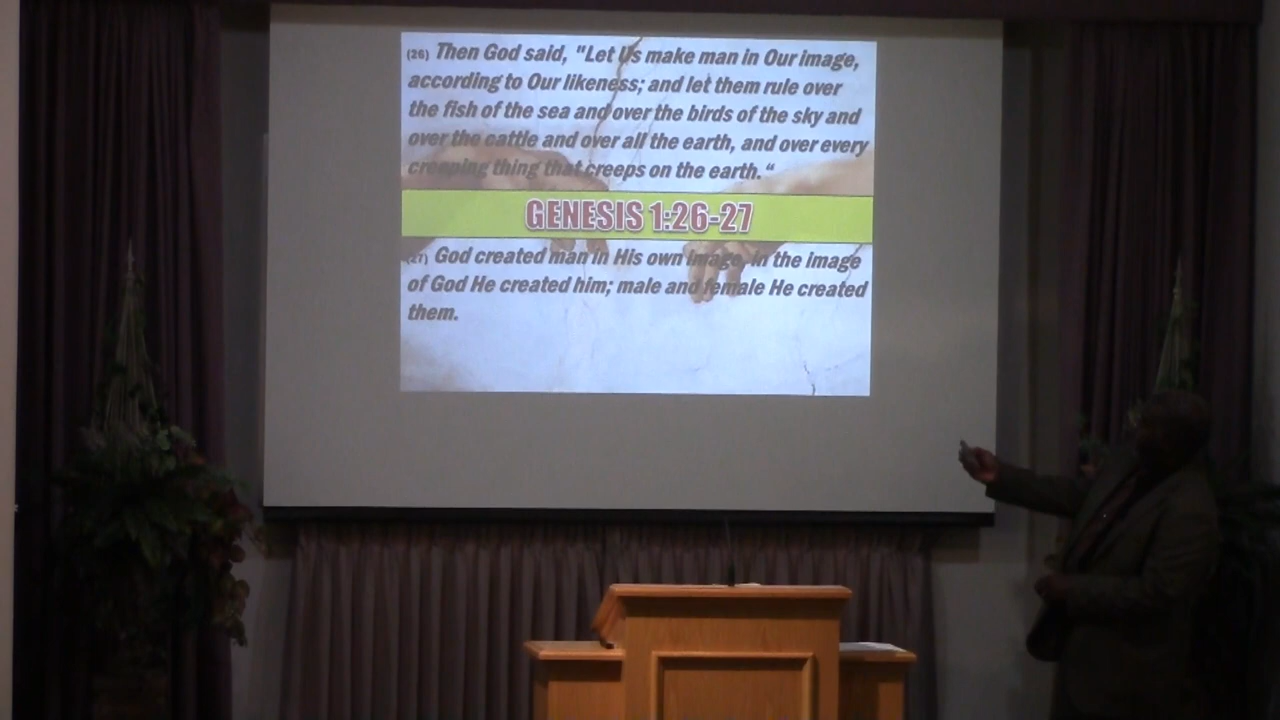 (26) Then God said, "Let Us make man in Our image,
according to Our likeness; and let them rule over
the fish of the sea and over the birds of the sky and
over the cattle and over all the earth, and over every
creeping thing that creeps on the earth."
GENESIS 1:26-27
(27) God created man in His own image, in the image
of God He created him; male and female He created
them.